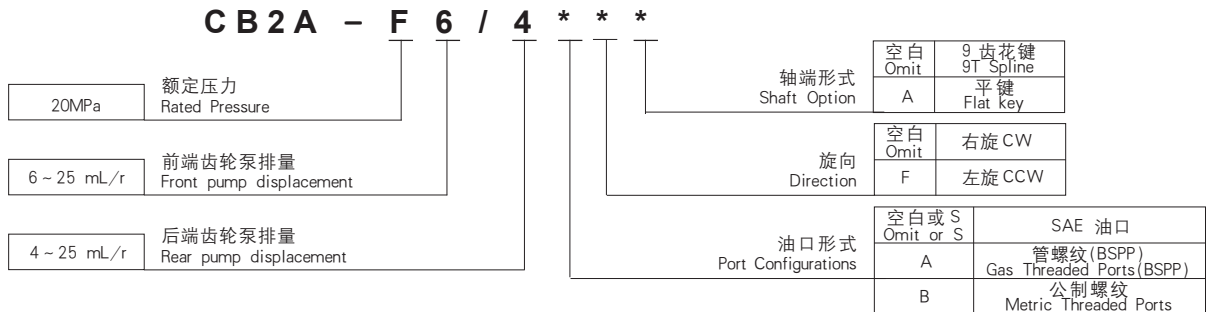 CB2A – F 6 / 4 * * *
20MPa
额定压力
Rated Pressure
6~25 mL/r
前端齿轮泵排量
Front pump displacement
4~25 mL/r
后端齿轮泵排量
Rear pump displacement
轴端形式
Shaft Option
空白
Omit
9 齿花键
9T Spline
A
平键
Flat key
旋向
Direction
空白
Omit
右旋 CW
F
左旋 CCW
油口形式
Port Configurations
空白或 S
Omit or S
SAE 油口
A
管螺纹(BSPP)
Gas Threaded Ports(BSPP)
B
公制螺纹
Metric Threaded Ports